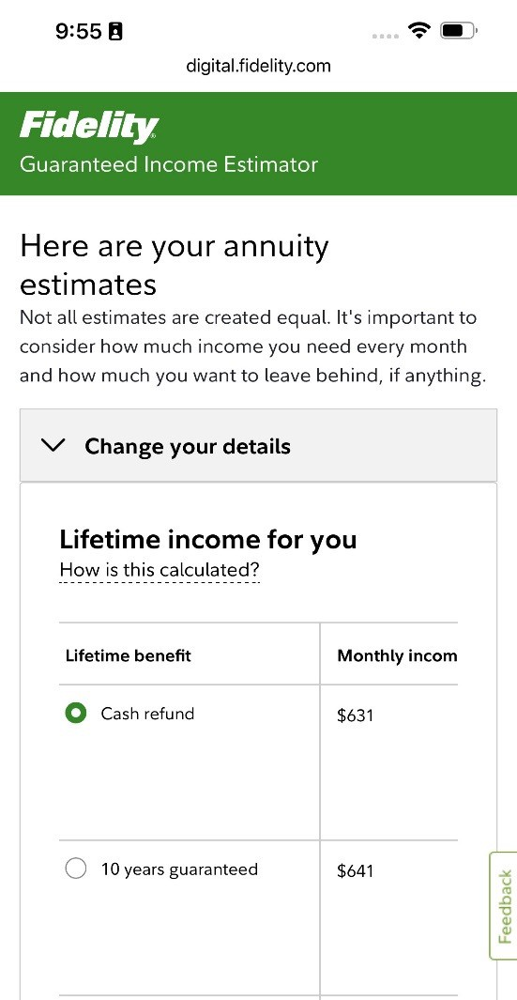 9:55
digital.fidelity.com
Fidelity
Guaranteed Income Estimator
Here are your annuity
estimates
Not all estimates are created equal. It's important to
consider how much income you need every month
and how much you want to leave behind, if anything.
Change your details
Lifetime income for you
How is this calculated?
Lifetime benefit
Monthly incom
Cash refund
$631
10 years guaranteed
$641
Feedback